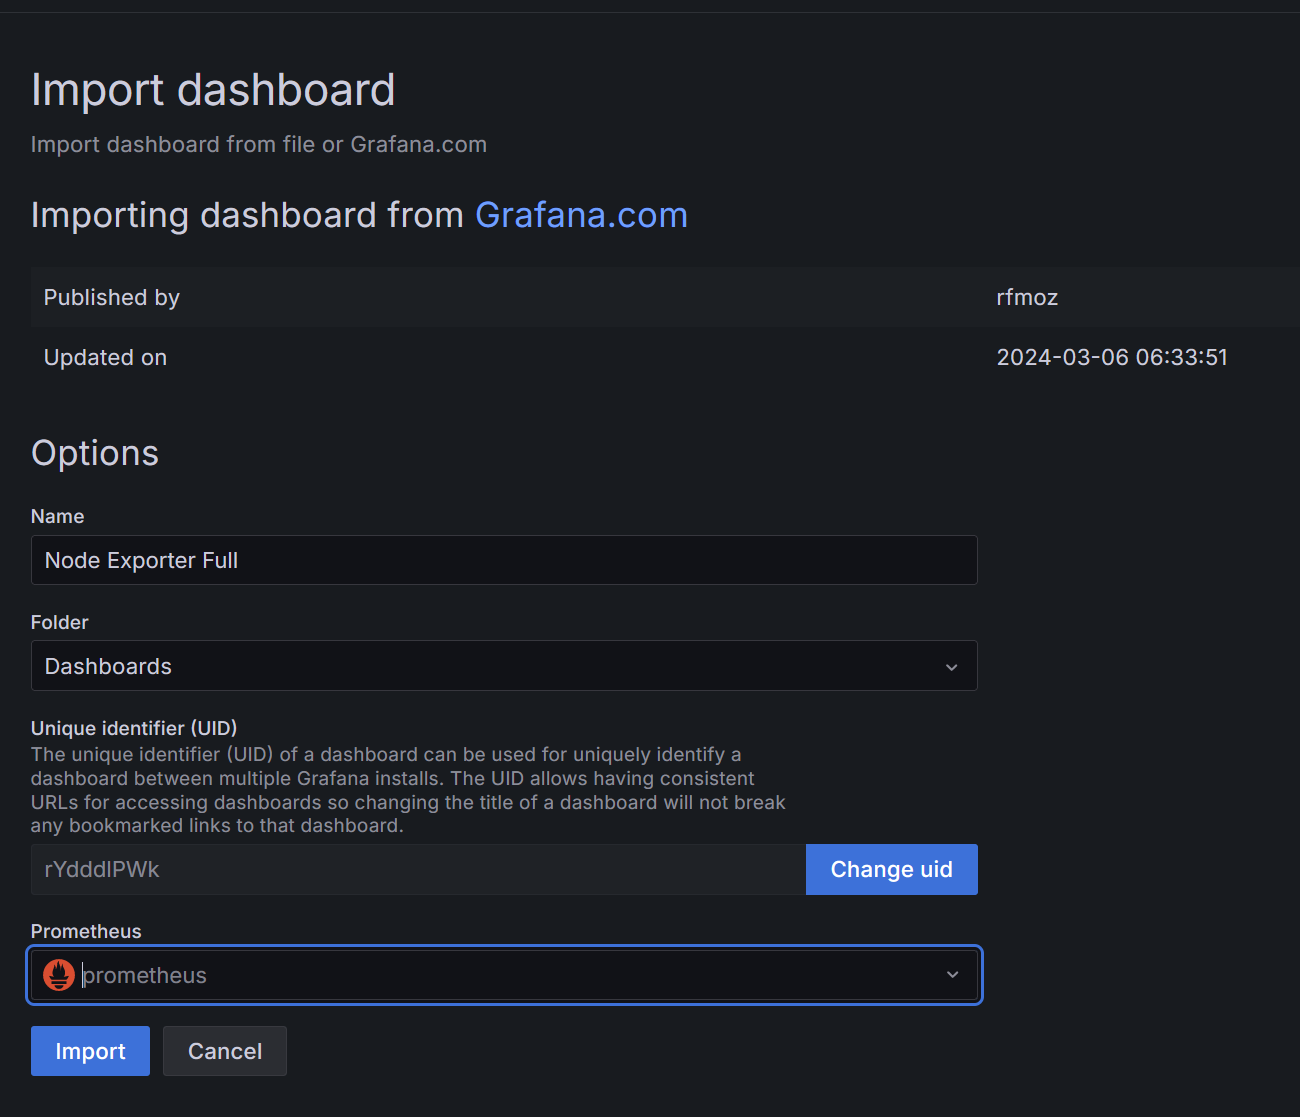 Import dashboard
Import dashboard from file or Grafana.com
Importing dashboard from Grafana.com
Published by rfmoz
Updated on 2024-03-06 06:33:51
Options
Name
Node Exporter Full
Folder
Dashboards
Unique identifier (UID)
The unique identifier (UID) of a dashboard can be used for uniquely identify a
dashboard between multiple Grafana installs. The UID allows having consistent
URLs for accessing dashboards so changing the title of a dashboard will not break
any bookmarked links to that dashboard.
rYdddlPWk Change uid
Prometheus
prometheus
Import Cancel